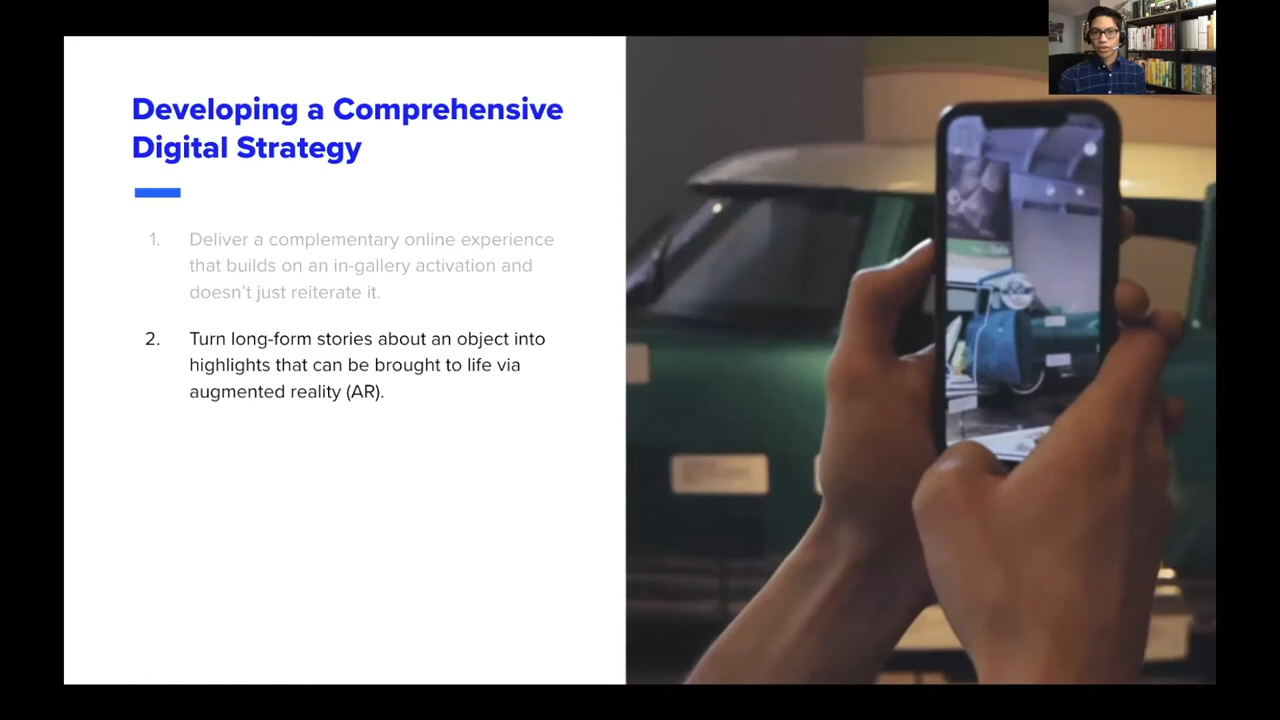 Developing a Comprehensive
Digital Strategy
1. Deliver a complementary online experience
that builds on an in-gallery activation and
doesn't just reiterate it.
2. Turn long-form stories about an object into
highlights that can be brought to life via
augmented reality (AR).